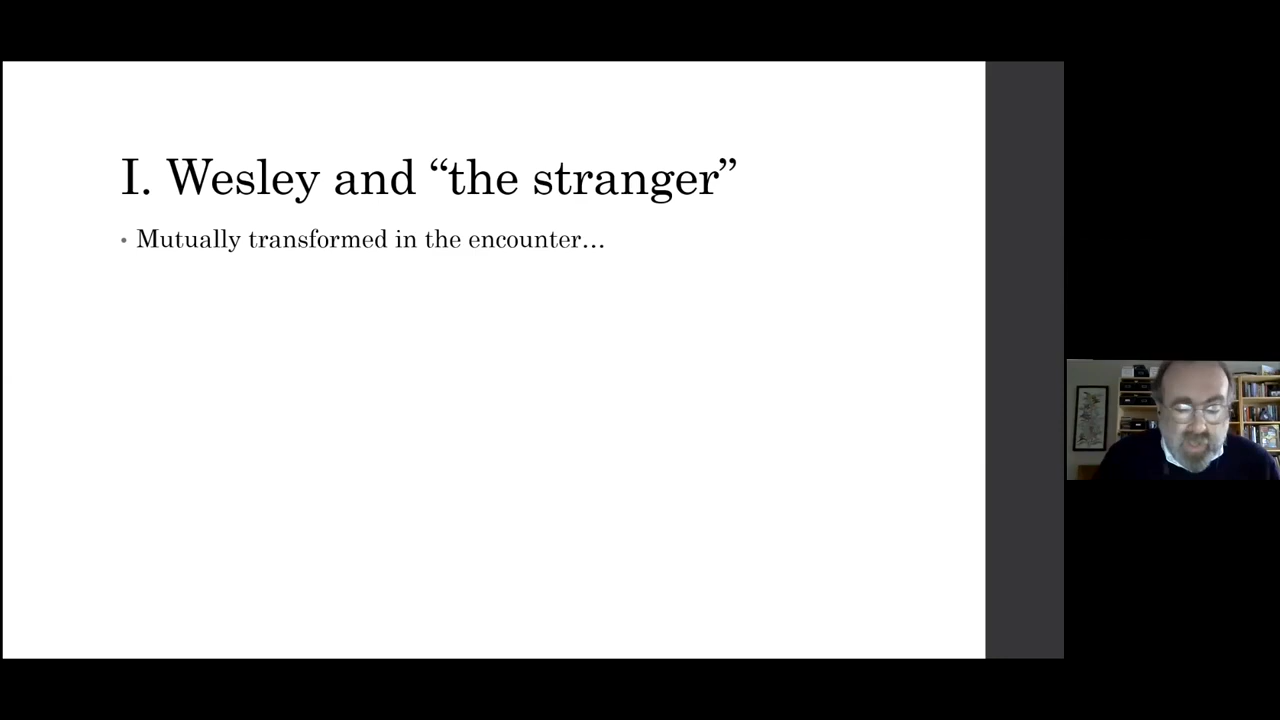 I. Wesley and “the stranger”
• Mutually transformed in the encounter…